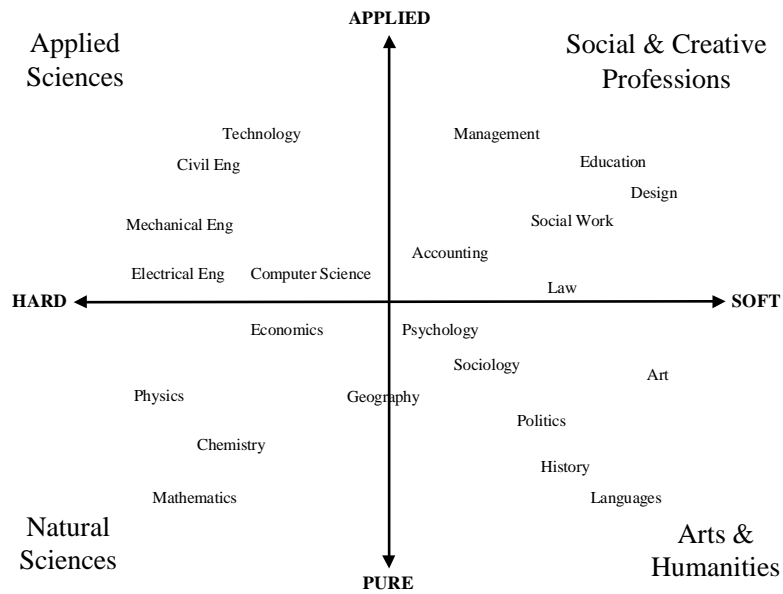 APPLIED
Applied
Sciences
Social & Creative
Professions
Technology
Management
Civil Eng
Education
Design
Mechanical Eng
Social Work
Accounting
Electrical Eng
Computer Science
Law
HARD
SOFT
Economics
Psychology
Sociology
Art
Physics
Geography
Politics
Chemistry
History
Mathematics
Languages
Natural
Sciences
Arts &
Humanities
PURE